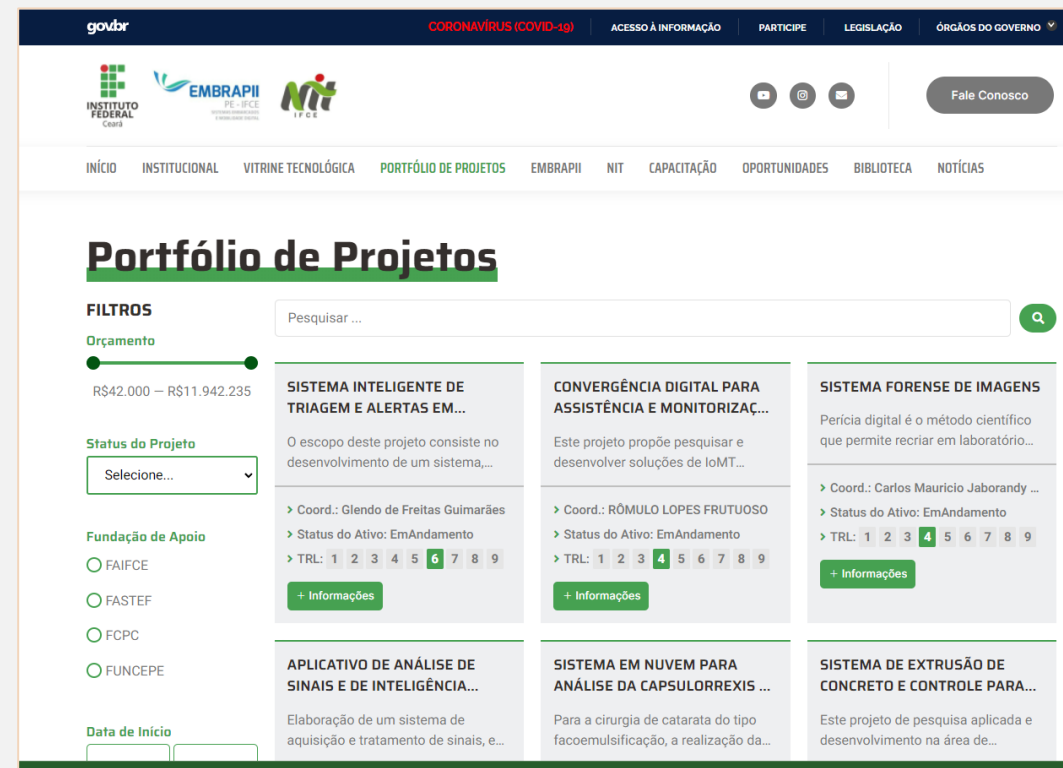 gov.br
CORONAVÍRUS (COVID-19)
ACESSO À INFORMAÇÃO
PARTICIPE
LEGISLAÇÃO
ÓRGÃOS DO GOVERNO
INSTITUTO
FEDERAL
Ceará
EMBRAPII
PE - IFCE
nit
IFCE
Fale Conosco
INÍCIO
INSTITUCIONAL
VITRINE TECNOLÓGICA
PORTFÓLIO DE PROJETOS
EMBRAPII
NIT
CAPACITAÇÃO
OPORTUNIDADES
BIBLIOTECA
NOTÍCIAS
Portfólio de Projetos
FILTROS
Orçamento
R$42.000 — R$11.942.235
Status do Projeto
Selecione...
Fundação de Apoio
FAIFCE
FASTEF
FCPC
FUNCEPE
Data de Início
Pesquisar ...
SISTEMA INTELIGENTE DE
TRIAGEM E ALERTAS EM...
O escopo deste projeto consiste no
desenvolvimento de um sistema,...
Coord.: Glendo de Freitas Guimarães
Status do Ativo: EmAndamento
TRL: 1 2 3 4 5 6 7 8 9
+ Informações
CONVERGÊNCIA DIGITAL PARA
ASSISTÊNCIA E MONITORIZAÇ...
Este projeto propõe pesquisar e
desenvolver soluções de IoMT...
Coord.: RÔMULO LOPES FRUTUOSO
Status do Ativo: EmAndamento
TRL: 1 2 3 4 5 6 7 8 9
+ Informações
SISTEMA FORENSE DE IMAGENS
Perícia digital é o método científico
que permite recriar em laboratório...
Coord.: Carlos Mauricio Jaborandy ...
Status do Ativo: EmAndamento
TRL: 1 2 3 4 5 6 7 8 9
+ Informações
APLICATIVO DE ANÁLISE DE
SINAIS E DE INTELIGÊNCIA...
Elaboração de um sistema de
aquisição e tratamento de sinais, e...
SISTEMA EM NUVEM PARA
ANÁLISE DA CAPSULORREXIS ...
Para a cirurgia de catarata do tipo
facoemulsificação, a realização da...
SISTEMA DE EXTRUSÃO DE
CONCRETO E CONTROLE PARA...
Este projeto de pesquisa aplicada e
desenvolvimento na área de...